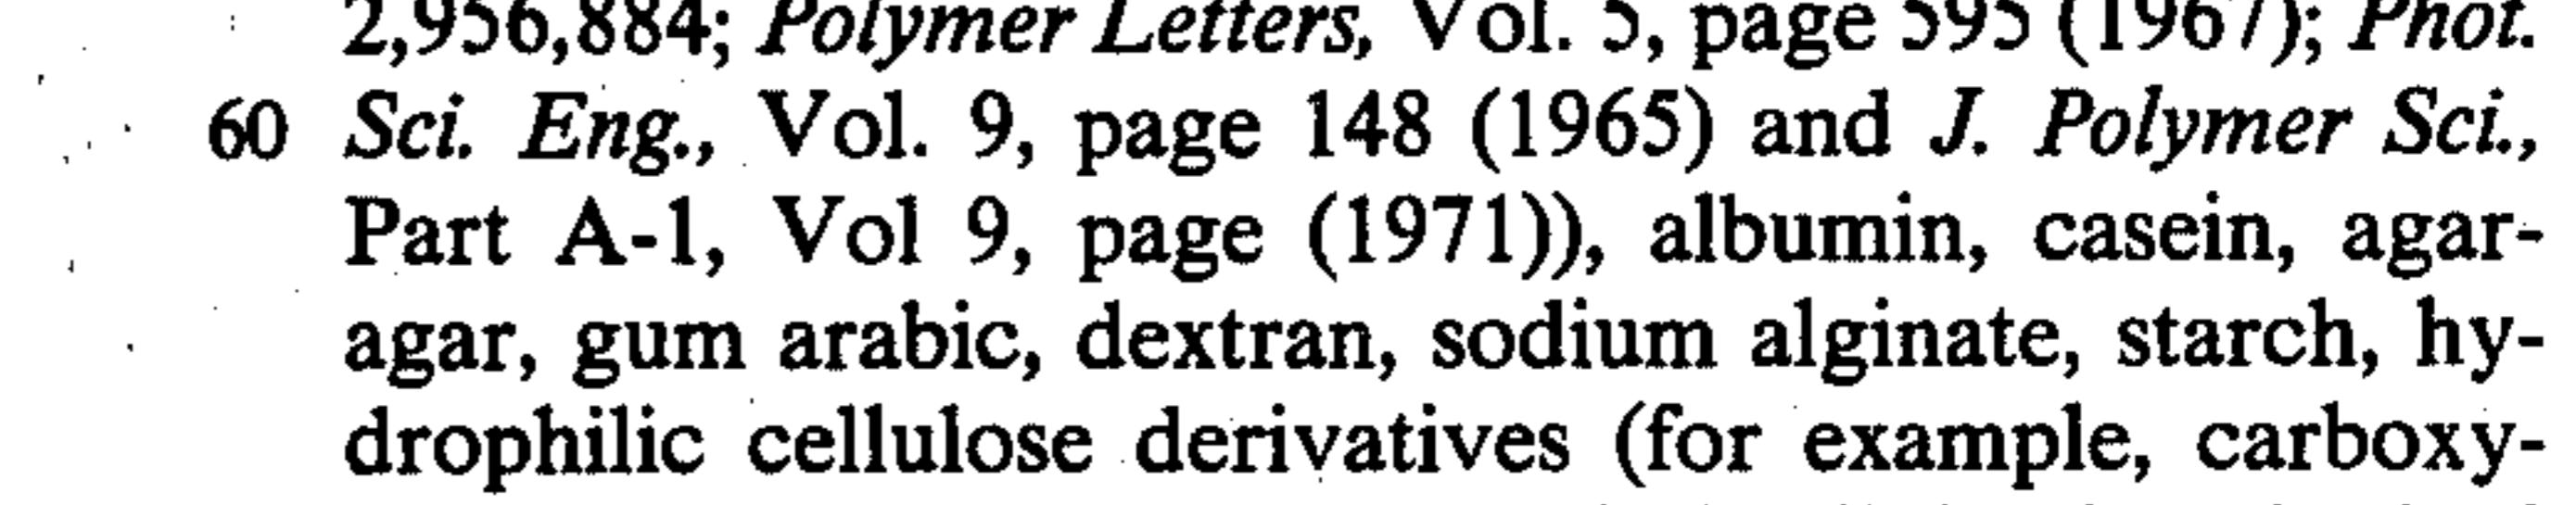 2,956,884; Polymer Letters, Vol. 5, page 595 (1967); Phot.
60 Sci. Eng., Vol. 9, page 148 (1965) and J. Polymer Sci.,
Part A-1, Vol 9, page (1971)), albumin, casein, agar-
agar, gum arabic, dextran, sodium alginate, starch, hy-
drophilic cellulose derivatives (for example, carboxy-